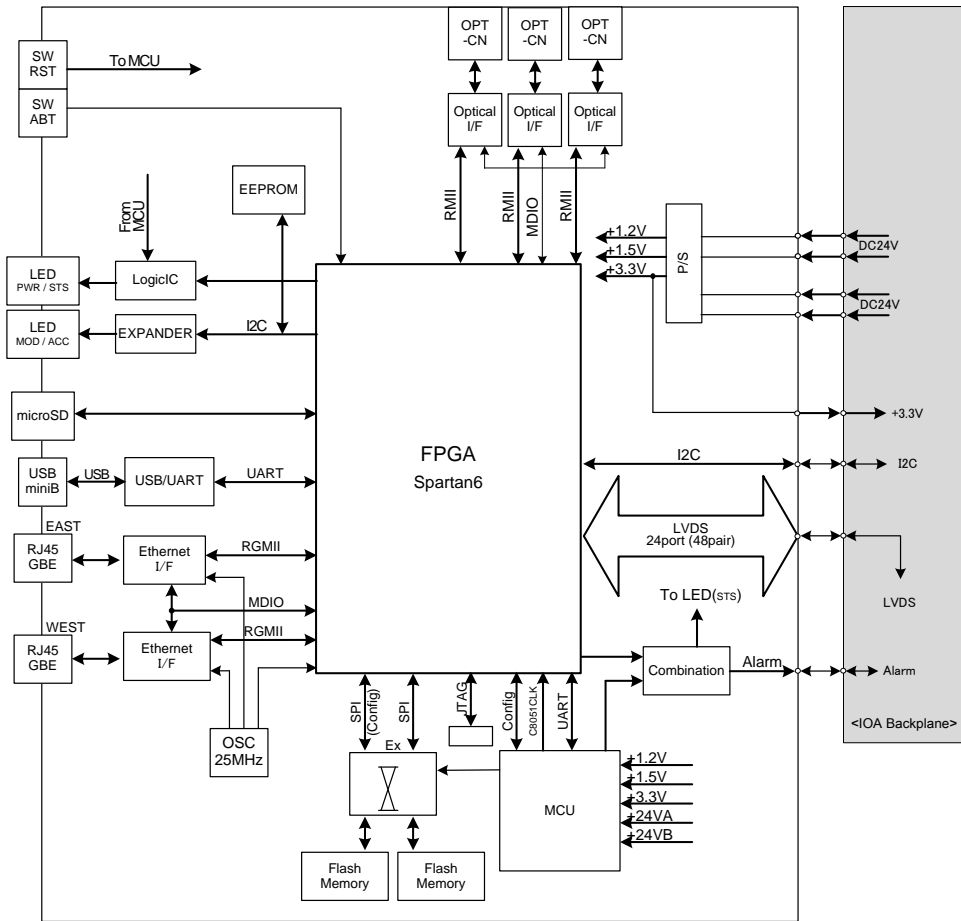 OPT
-CN
OPT
-CN
OPT
-CN
SW
RST
To MCU
SW
ABT
Optical
I/F
Optical
I/F
Optical
I/F
EEPROM
From
MCU
RMII
RMII
MDIO
RMII
+1.2V
+1.5V
+3.3V
P/S
DC24V
DC24V
LED
PWR / STS
LogicIC
LED
MOD / ACC
EXPANDER
I2C
microSD
+3.3V
FPGA
Spartan6
I2C
I2C
USB
miniB
USB
USB/UART
UART
EAST
RJ45
GBE
Ethernet
I/F
RGMII
LVDS
24port (48pair)
LVDS
MDIO
To LED(STS)
WEST
RJ45
GBE
Ethernet
I/F
RGMII
Combination
Alarm
Alarm
<IOA Backplane>
OSC
25MHz
SPI
(Config)
SPI
JTAG
Config
C8051CLK
UART
Ex
MCU
+1.2V
+1.5V
+3.3V
+24VA
+24VB
Flash
Memory
Flash
Memory